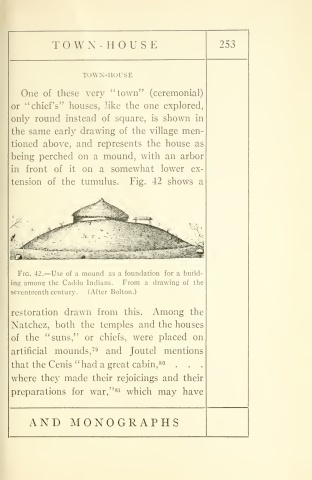 TOWN-HOUSE
253
TOWN-HOUSE
One of these very "town" (ceremonial)
or "chief's" houses, like the one explored,
only round instead of square, is shown in
the same early drawing of the village men-
tioned above, and represents the house as
being perched on a mound, with an arbor
in front of it on a somewhat lower ex-
tension of the tumulus. Fig. 42 shows a
Fig. 42.—Use of a mound as a foundation for a build-
ing among the Caddo Indians. From a drawing of the
seventeenth century. (After Bolton.)
restoration drawn from this. Among the
Natchez, both the temples and the houses
of the "suns," or chiefs, were placed on
artificial mounds,⁷⁹ and Joutel mentions
that the Cenis "had a great cabin,⁸⁰ . . .
where they made their rejoicings and their
preparations for war,"⁸¹ which may have
AND MONOGRAPHS